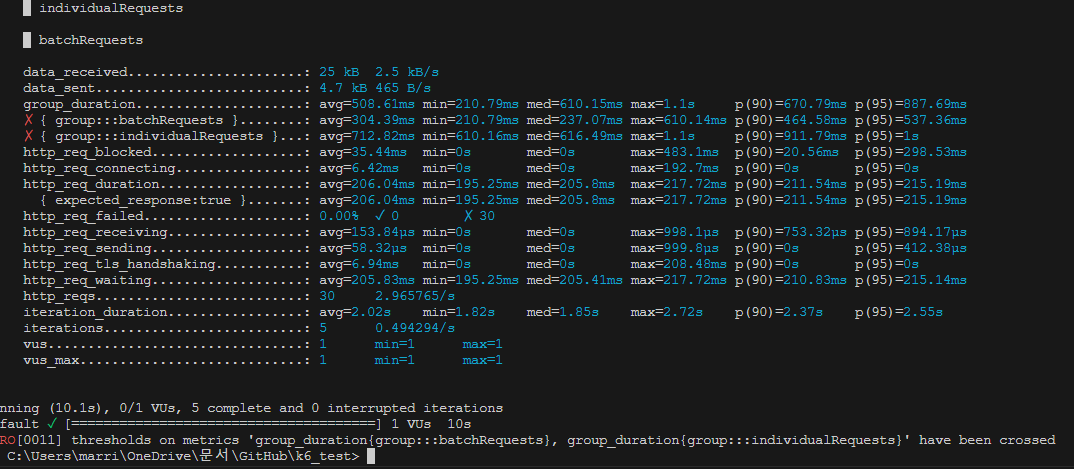 █ individualRequests
█ batchRequests
data_received......................: 25 kB  2.5 kB/s
data_sent..........................: 4.7 kB 465 B/s
group_duration.....................: avg=508.61ms min=210.79ms med=610.15ms max=1.1s     p(90)=670.79ms p(95)=887.69ms
✗ { group:::batchRequests }........: avg=304.39ms min=210.79ms med=237.07ms max=610.14ms p(90)=464.58ms p(95)=537.36ms
✗ { group:::individualRequests }...: avg=712.82ms min=610.16ms med=616.49ms max=1.1s     p(90)=911.79ms p(95)=1s
http_req_blocked...................: avg=35.44ms  min=0s       med=0s       max=483.1ms  p(90)=20.56ms  p(95)=298.53ms
http_req_connecting................: avg=6.42ms   min=0s       med=0s       max=192.7ms  p(90)=0s       p(95)=0s
http_req_duration..................: avg=206.04ms min=195.25ms med=205.8ms  max=217.72ms p(90)=211.54ms p(95)=215.19ms
{ expected_response:true }.......: avg=206.04ms min=195.25ms med=205.8ms  max=217.72ms p(90)=211.54ms p(95)=215.19ms
http_req_failed....................: 0.00%  ✓ 0        ✗ 30
http_req_receiving.................: avg=153.84µs min=0s       med=0s       max=998.1µs  p(90)=753.32µs p(95)=894.17µs
http_req_sending...................: avg=58.32µs  min=0s       med=0s       max=999.8µs  p(90)=0s       p(95)=412.38µs
http_req_tls_handshaking...........: avg=6.94ms   min=0s       med=0s       max=208.48ms p(90)=0s       p(95)=0s
http_req_waiting...................: avg=205.83ms min=195.25ms med=205.41ms max=217.72ms p(90)=210.83ms p(95)=215.14ms
http_reqs..........................: 30     2.965765/s
iteration_duration.................: avg=2.02s    min=1.82s    med=1.85s    max=2.72s    p(90)=2.37s    p(95)=2.55s
iterations.........................: 5      0.494294/s
vus................................: 1      min=1      max=1
vus_max............................: 1      min=1      max=1
nning (10.1s), 0/1 VUs, 5 complete and 0 interrupted iterations
fault ✓ [======================================] 1 VUs  10s
RO[0011] thresholds on metrics 'group_duration{group:::batchRequests}, group_duration{group:::individualRequests}' have been crossed
C:\Users\marri\OneDrive\문서\GitHub\k6_test>